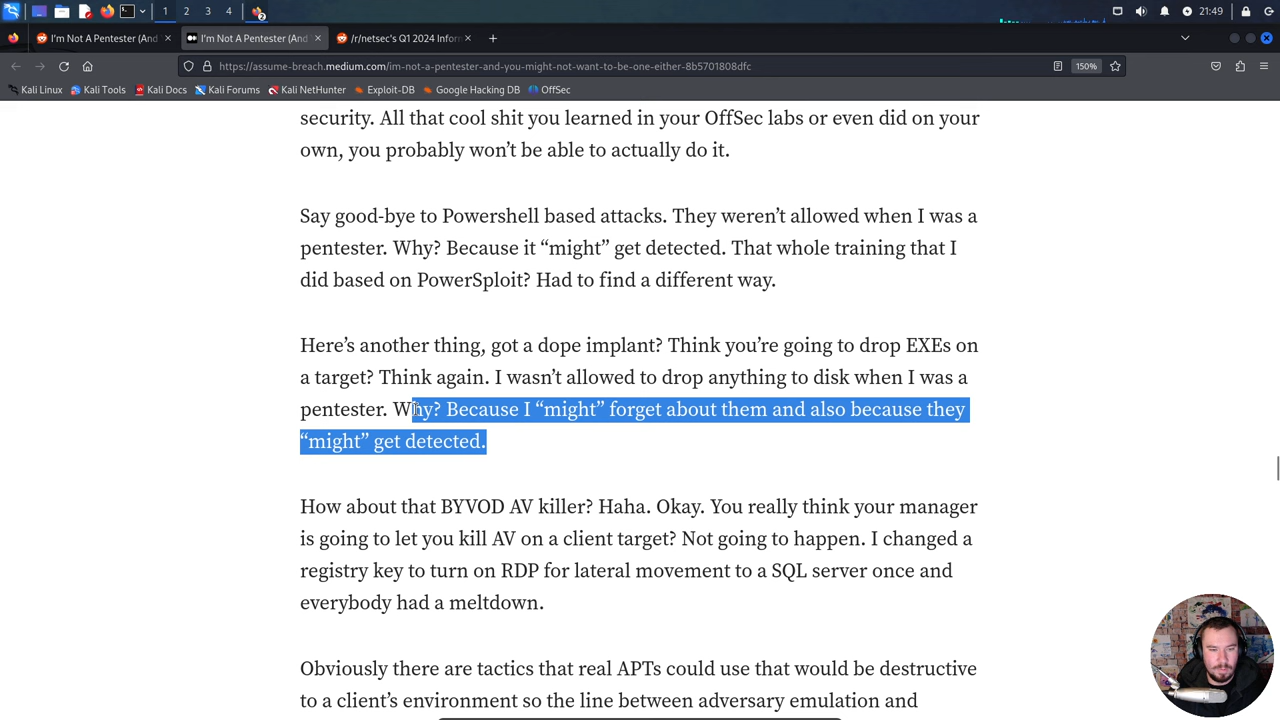 1 2 3 4 2 21:49
I'm Not A Pentester (And I'm Not A Pentester (And /r/netsec's Q1 2024 Inforn
https://assume-breach.medium.com/im-not-a-pentester-and-you-might-not-want-to-be-one-either-8b5701808dfc 150%
Kali Linux Kali Tools Kali Docs Kali Forums Kali NetHunter Exploit-DB Google Hacking DB OffSec
security. All that cool shit you learned in your OffSec labs or even did on your
own, you probably won’t be able to actually do it.
Say good-bye to Powershell based attacks. They weren’t allowed when I was a
pentester. Why? Because it “might” get detected. That whole training that I
did based on PowerSploit? Had to find a different way.
Here’s another thing, got a dope implant? Think you’re going to drop EXEs on
a target? Think again. I wasn’t allowed to drop anything to disk when I was a
pentester. Why? Because I “might” forget about them and also because they
“might” get detected.
How about that BYVOD AV killer? Haha. Okay. You really think your manager
is going to let you kill AV on a client target? Not going to happen. I changed a
registry key to turn on RDP for lateral movement to a SQL server once and
everybody had a meltdown.
Obviously there are tactics that real APTs could use that would be destructive
to a client’s environment so the line between adversary emulation and